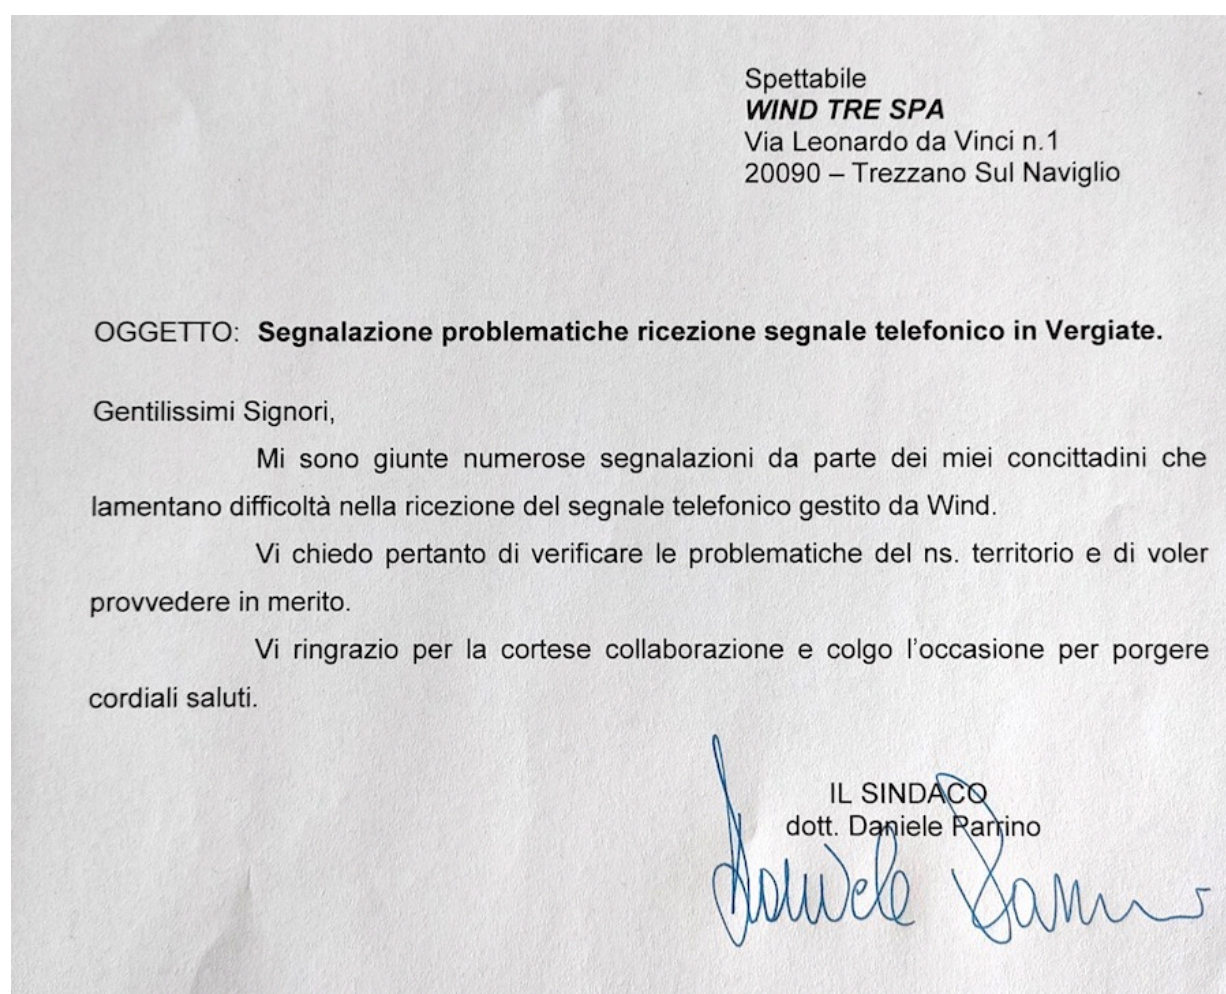 Spettabile
WIND TRE SPA
Via Leonardo da Vinci n.1
20090 – Trezzano Sul Naviglio
OGGETTO: Segnalazione problematiche ricezione segnale telefonico in Vergiate.
Gentilissimi Signori,
Mi sono giunte numerose segnalazioni da parte dei miei concittadini che
lamentano difficoltà nella ricezione del segnale telefonico gestito da Wind.
Vi chiedo pertanto di verificare le problematiche del ns. territorio e di voler
provvedere in merito.
Vi ringrazio per la cortese collaborazione e colgo l'occasione per porgere
cordiali saluti.
IL SINDACO
dott. Daniele Parrino
Daniele Parrino